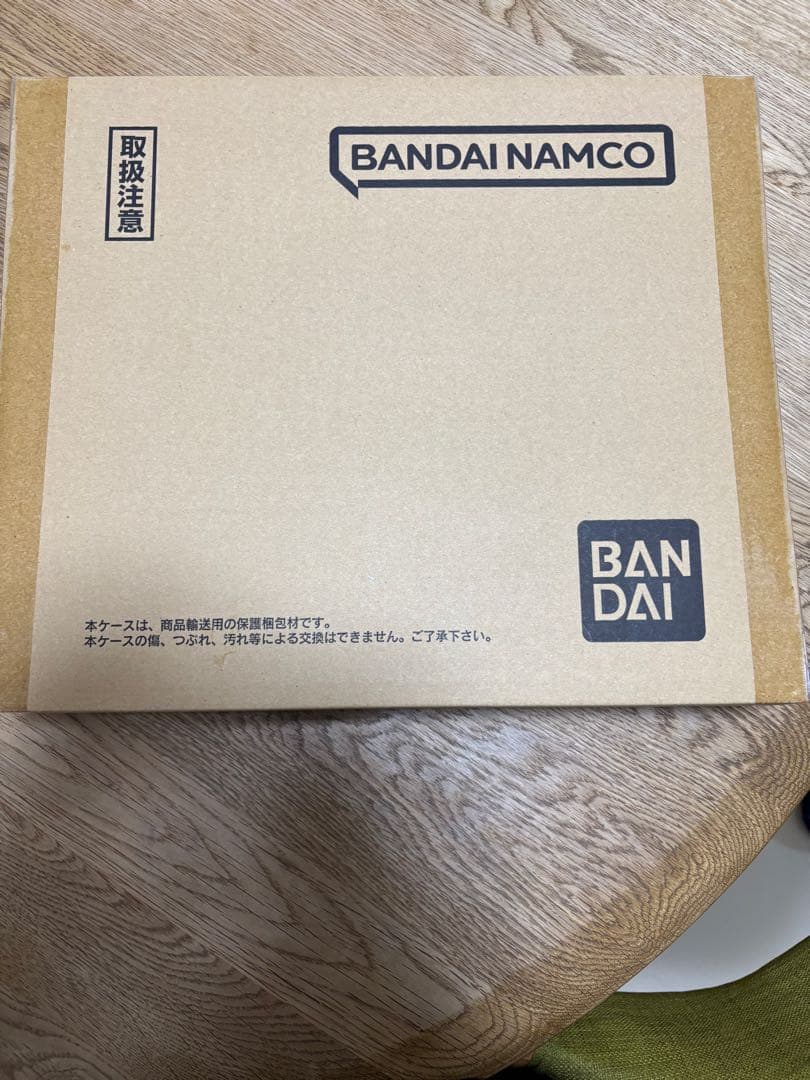 取扱注意
BANDAI NAMCO
BAN
DAI
本ケースは、商品輸送用の保護梱包材です。
本ケースの傷、つぶれ、汚れ等による交換はできません。ご了承下さい。